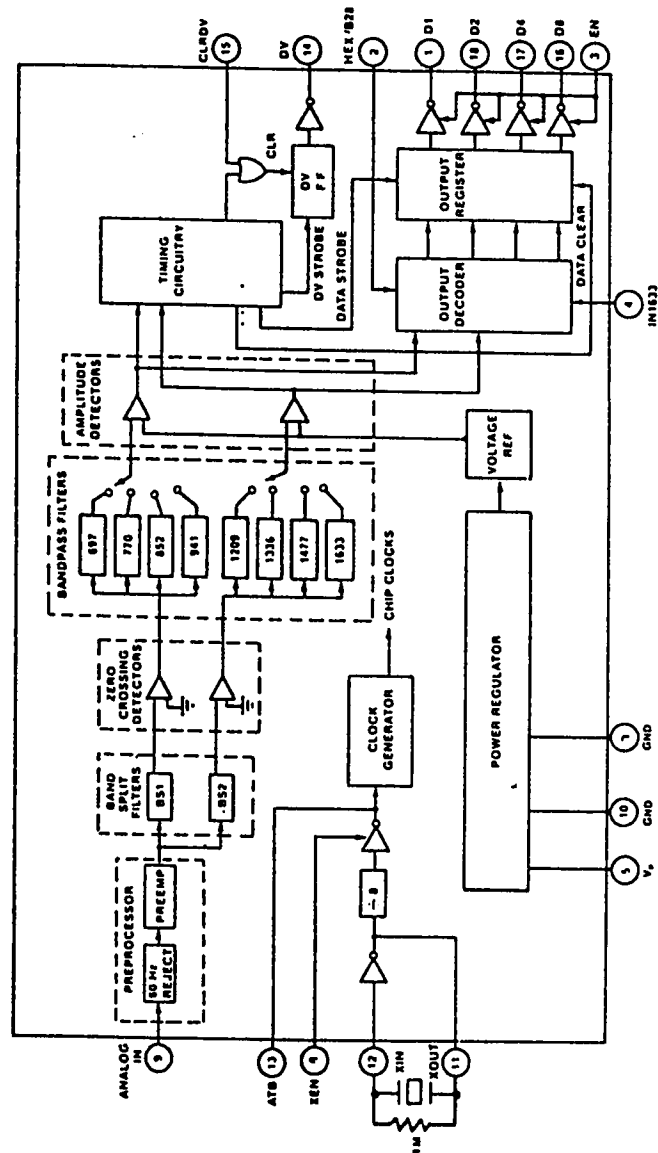 ANALOG
IN
9
PREPROCESSOR
60 Hz
REJECT
PREEMP
BAND
SPLIT
FILTERS
BS1
BS2
ZERO
CROSSING
DETECTORS
BANDPASS FILTERS
697
770
852
941
1209
1336
1477
1633
AMPLITUDE
DETECTORS
TIMING
CIRCUITRY
CLRDV
15
CLR
DV
F F
DV
14
DV STROBE
DATA STROBE
HEX/B28
2
OUTPUT
DECODER
OUTPUT
REGISTER
DATA CLEAR
1 D1
18 D2
17 D4
16 D8
3 EN
4
IN1633
ATB
13
XEN
12
XIN
XOUT
11
1M
÷ 8
CLOCK
GENERATOR
CHIP CLOCKS
VOLTAGE
REF
POWER REGULATOR
5
Vp
10
GND
7
GND